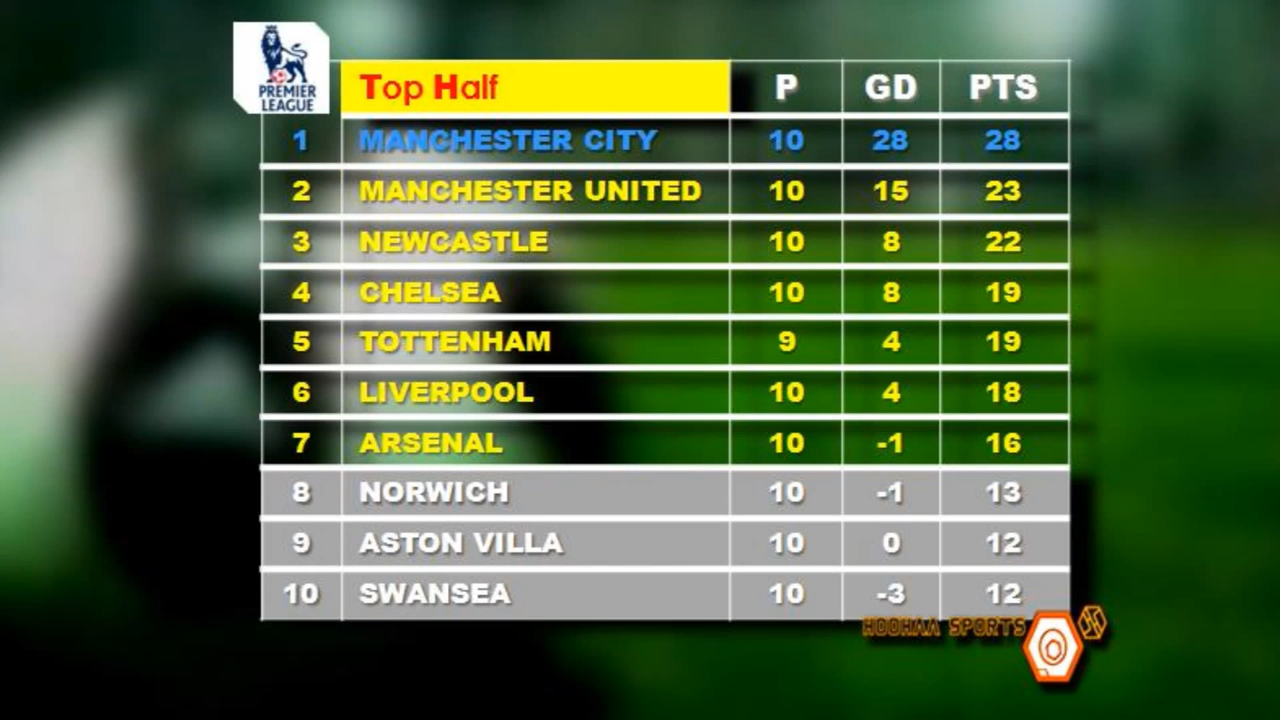 PREMIER
LEAGUE
Top Half P GD PTS
1 MANCHESTER CITY 10 28 28
2 MANCHESTER UNITED 10 15 23
3 NEWCASTLE 10 8 22
4 CHELSEA 10 8 19
5 TOTTENHAM 9 4 19
6 LIVERPOOL 10 4 18
7 ARSENAL 10 -1 16
8 NORWICH 10 -1 13
9 ASTON VILLA 10 0 12
10 SWANSEA 10 -3 12
HOOHAA SPORTS